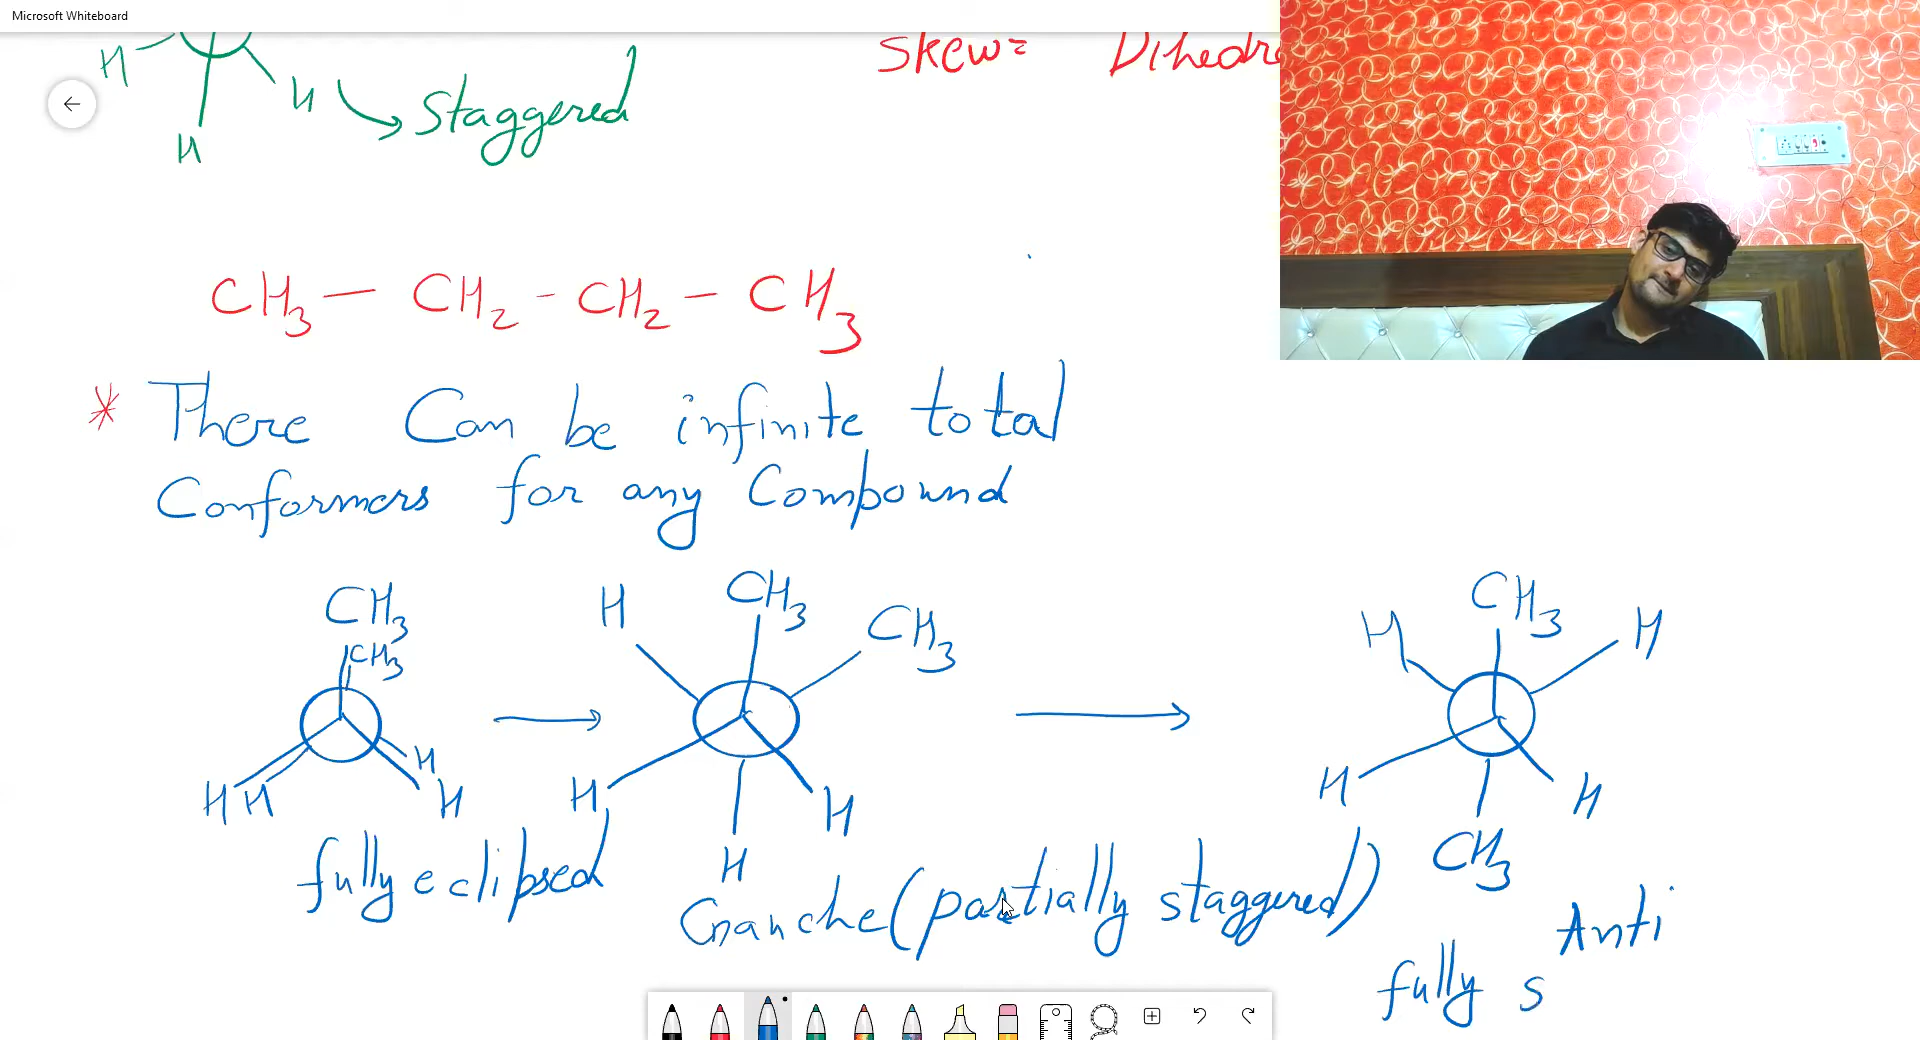 Microsoft Whiteboard
H
H
H
Staggered
Skew=
Dihedra
CH3 — CH2 - CH2 — CH3
* There Can be infinite total
Conformers for any Compound
CH3
CH3
H H
H
H
fully eclipsed
H
CH3
CH3
H
H
H
Gauche (partially staggered)
H
CH3
H
H
H
CH3
Anti
fully s